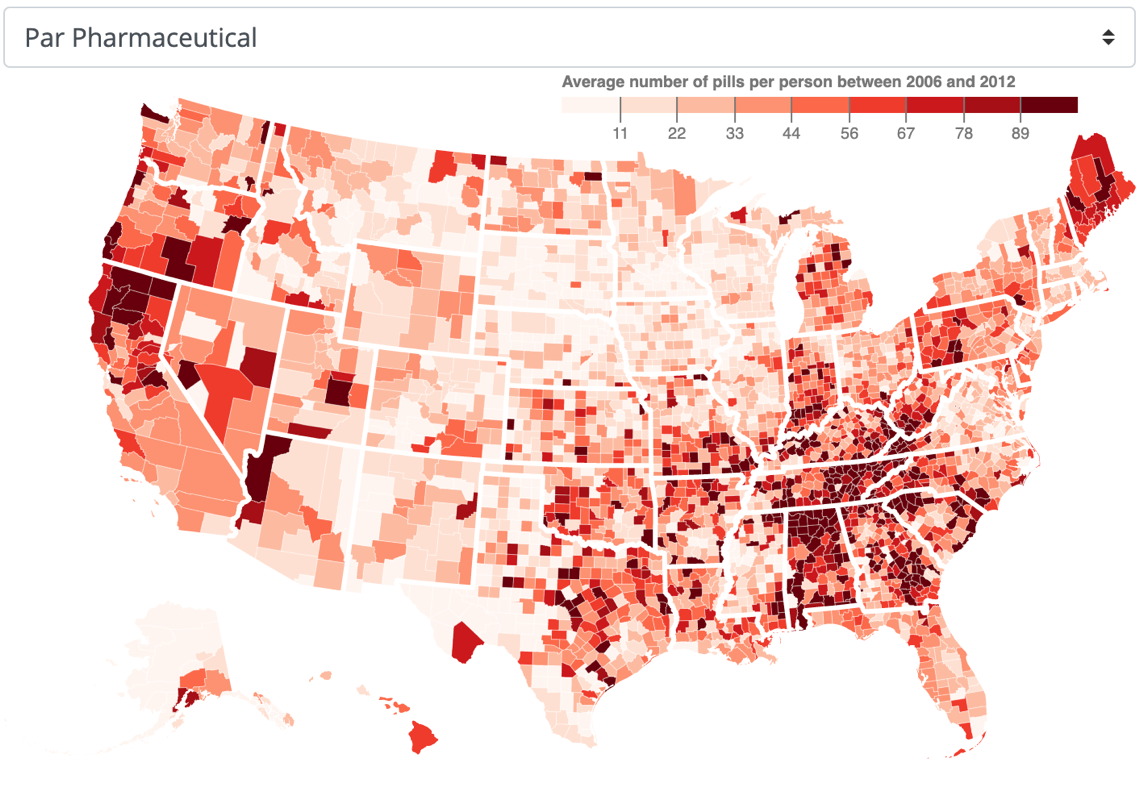 Par Pharmaceutical
Average number of pills per person between 2006 and 2012
11 22 33 44 56 67 78 89